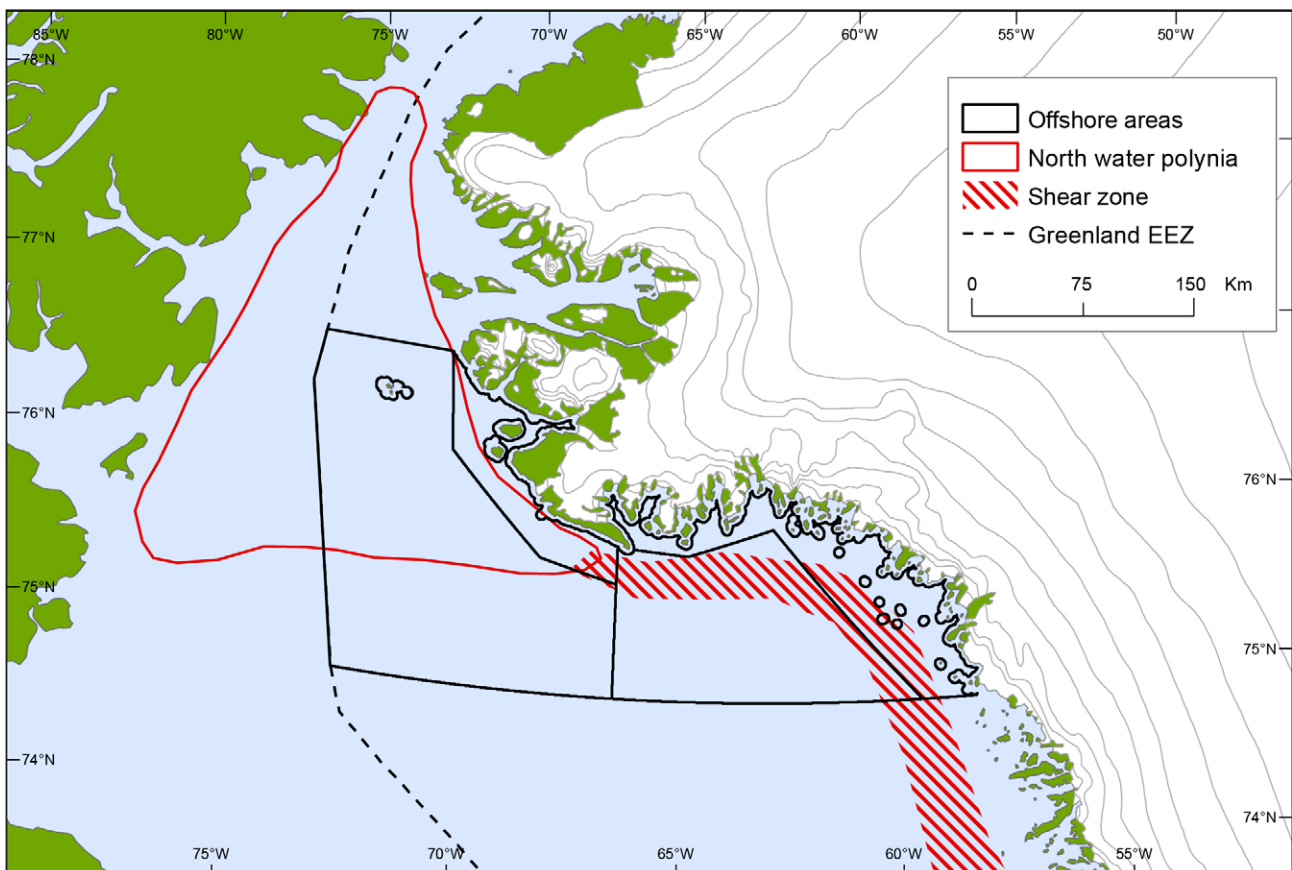 85°W 80°W 75°W 70°W 65°W 60°W 55°W 50°W
78°N
77°N
76°N
75°N
74°N
Offshore areas
North water polynia
Shear zone
Greenland EEZ
0 75 150 Km
76°N
75°N
74°N
75°W 70°W 65°W 60°W 55°W